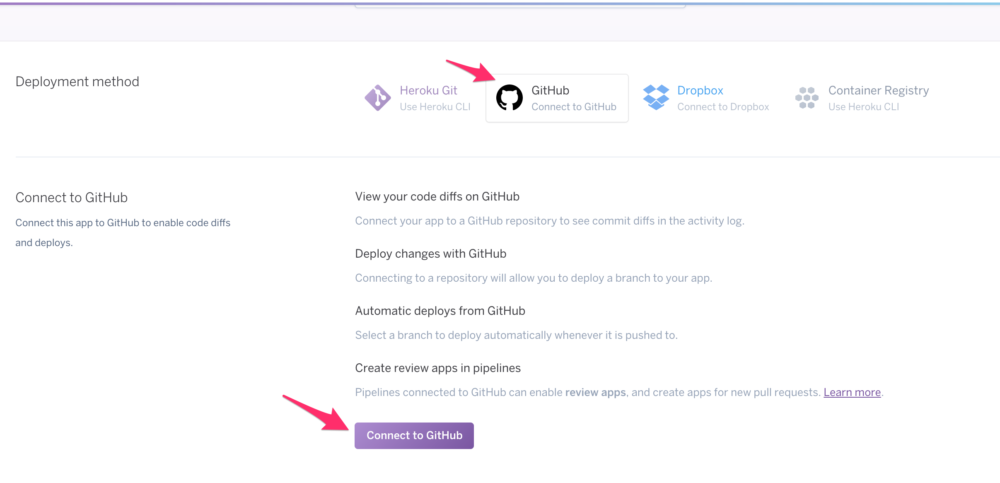 Deployment method
Heroku Git
Use Heroku CLI
GitHub
Connect to GitHub
Dropbox
Connect to Dropbox
Container Registry
Use Heroku CLI
Connect to GitHub
Connect this app to GitHub to enable code diffs
and deploys.
View your code diffs on GitHub
Connect your app to a GitHub repository to see commit diffs in the activity log.
Deploy changes with GitHub
Connecting to a repository will allow you to deploy a branch to your app.
Automatic deploys from GitHub
Select a branch to deploy automatically whenever it is pushed to.
Create review apps in pipelines
Pipelines connected to GitHub can enable review apps, and create apps for new pull requests. Learn more.
Connect to GitHub